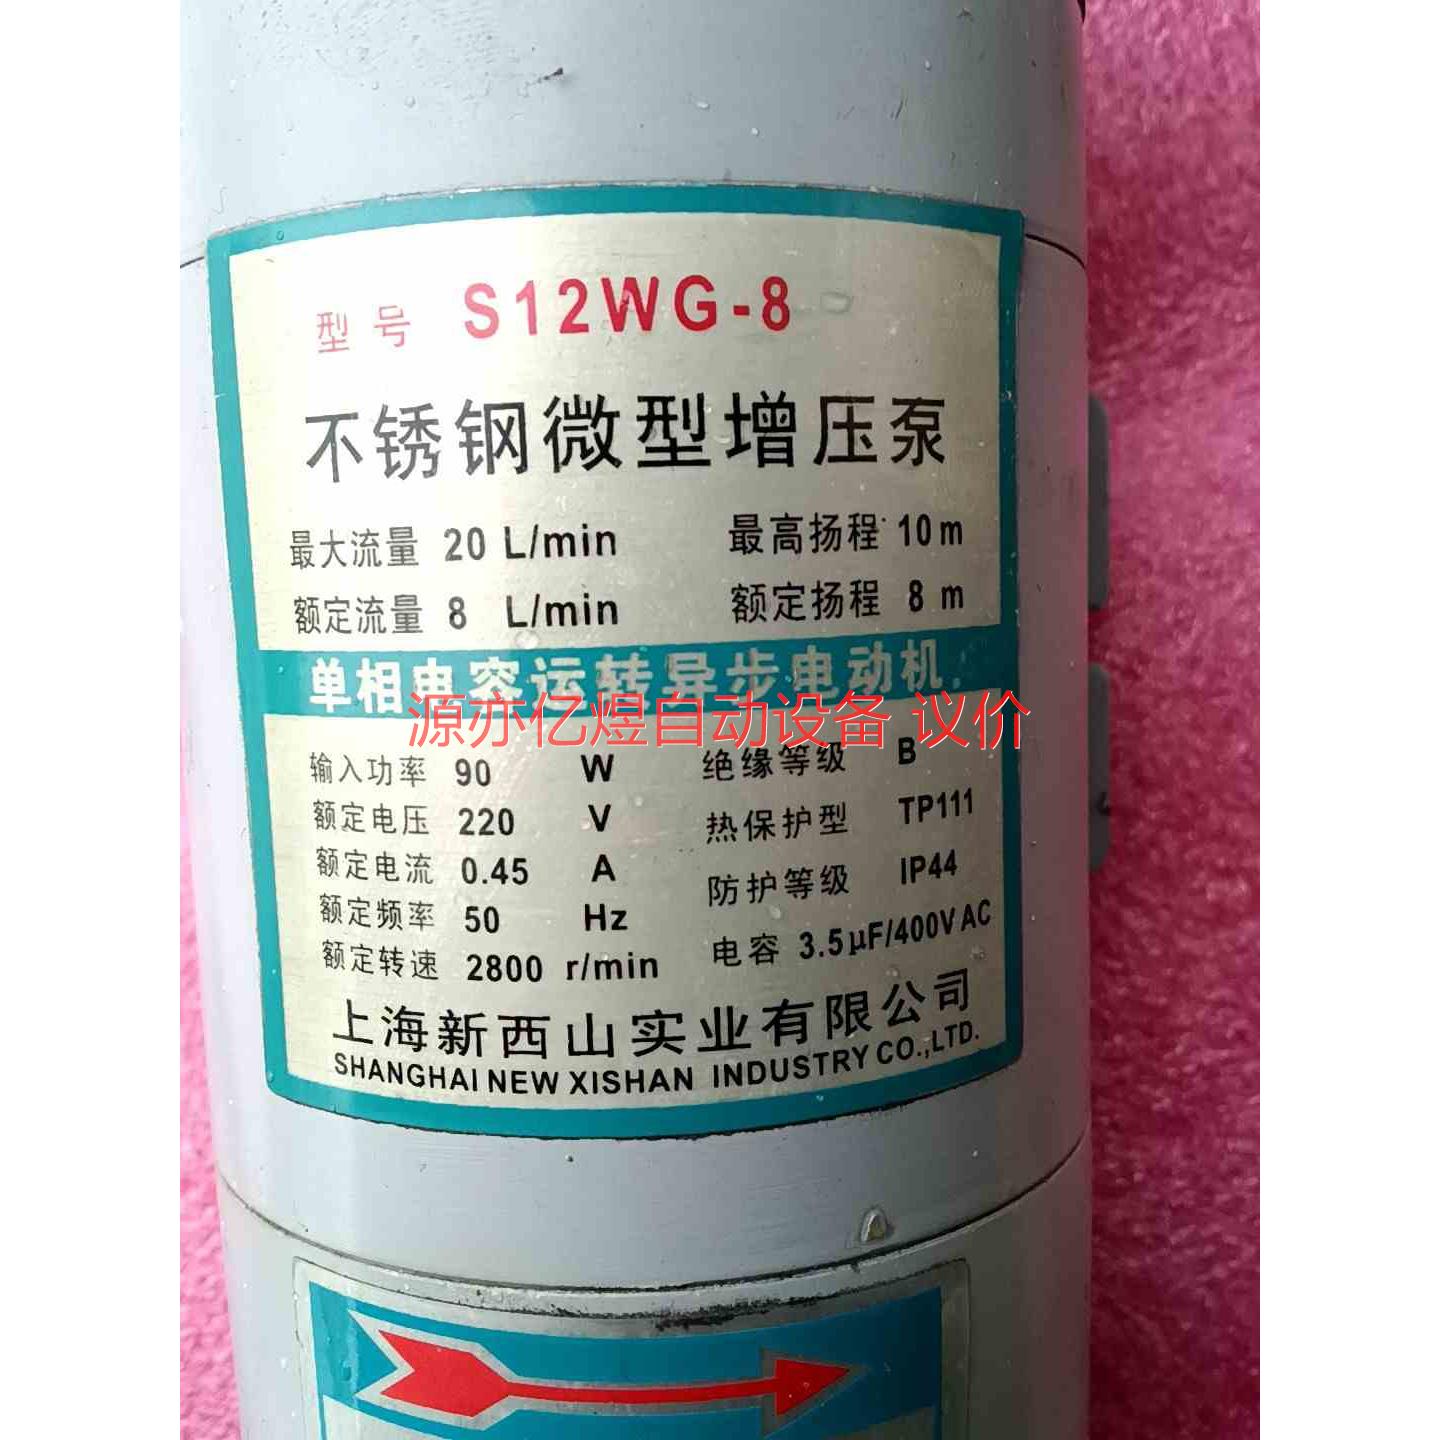 型号 S12WG-8
不锈钢微型增压泵
最大流量 20 L/min 最高扬程 10 m
额定流量 8 L/min 额定扬程 8 m
单相电容运转异步电动机
源亦亿煜自动设备 议价
输入功率 90 W 绝缘等级 B
额定电压 220 V 热保护型 TP111
额定电流 0.45 A 防护等级 IP44
额定频率 50 Hz 电容 3.5μF/400V AC
额定转速 2800 r/min
上海新西山实业有限公司
SHANGHAI NEW XISHAN INDUSTRY CO.,LTD.